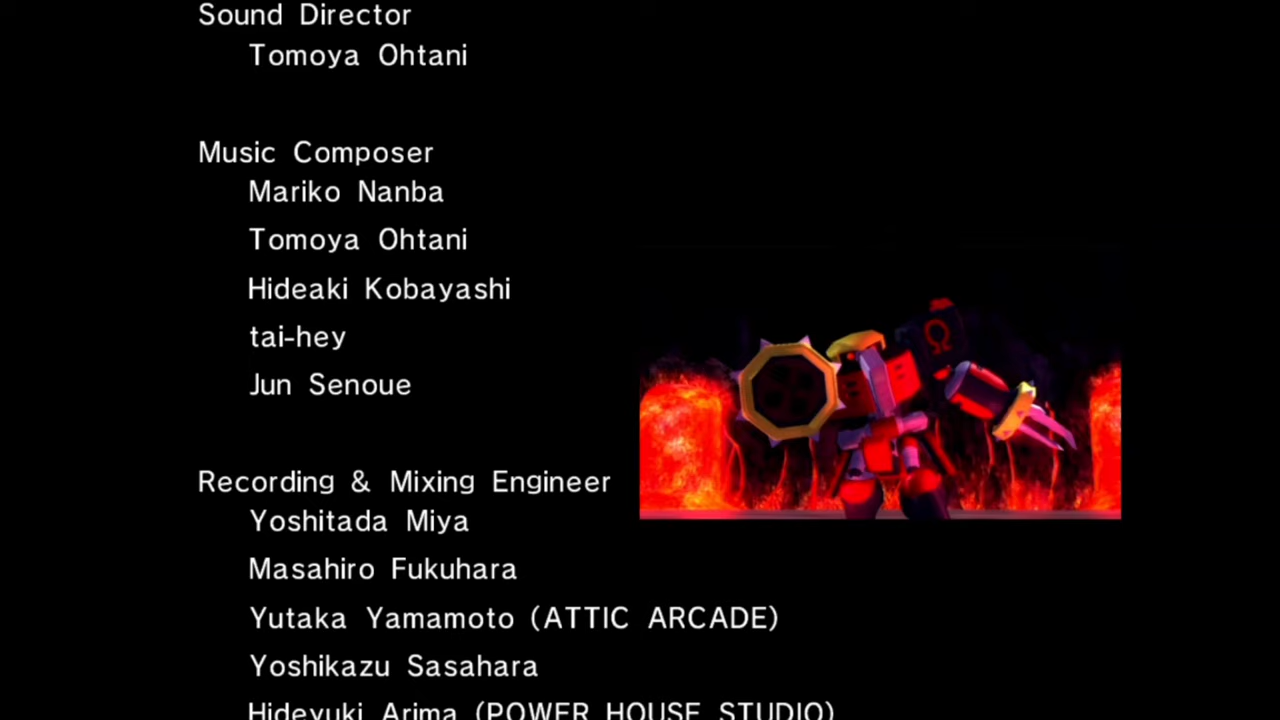 Sound Director
Tomoya Ohtani
Music Composer
Mariko Nanba
Tomoya Ohtani
Hideaki Kobayashi
tai-hey
Jun Senoue
Recording & Mixing Engineer
Yoshitada Miya
Masahiro Fukuhara
Yutaka Yamamoto (ATTIC ARCADE)
Yoshikazu Sasahara
Hideyuki Arima (POWER HOUSE STUDIO)
Ω